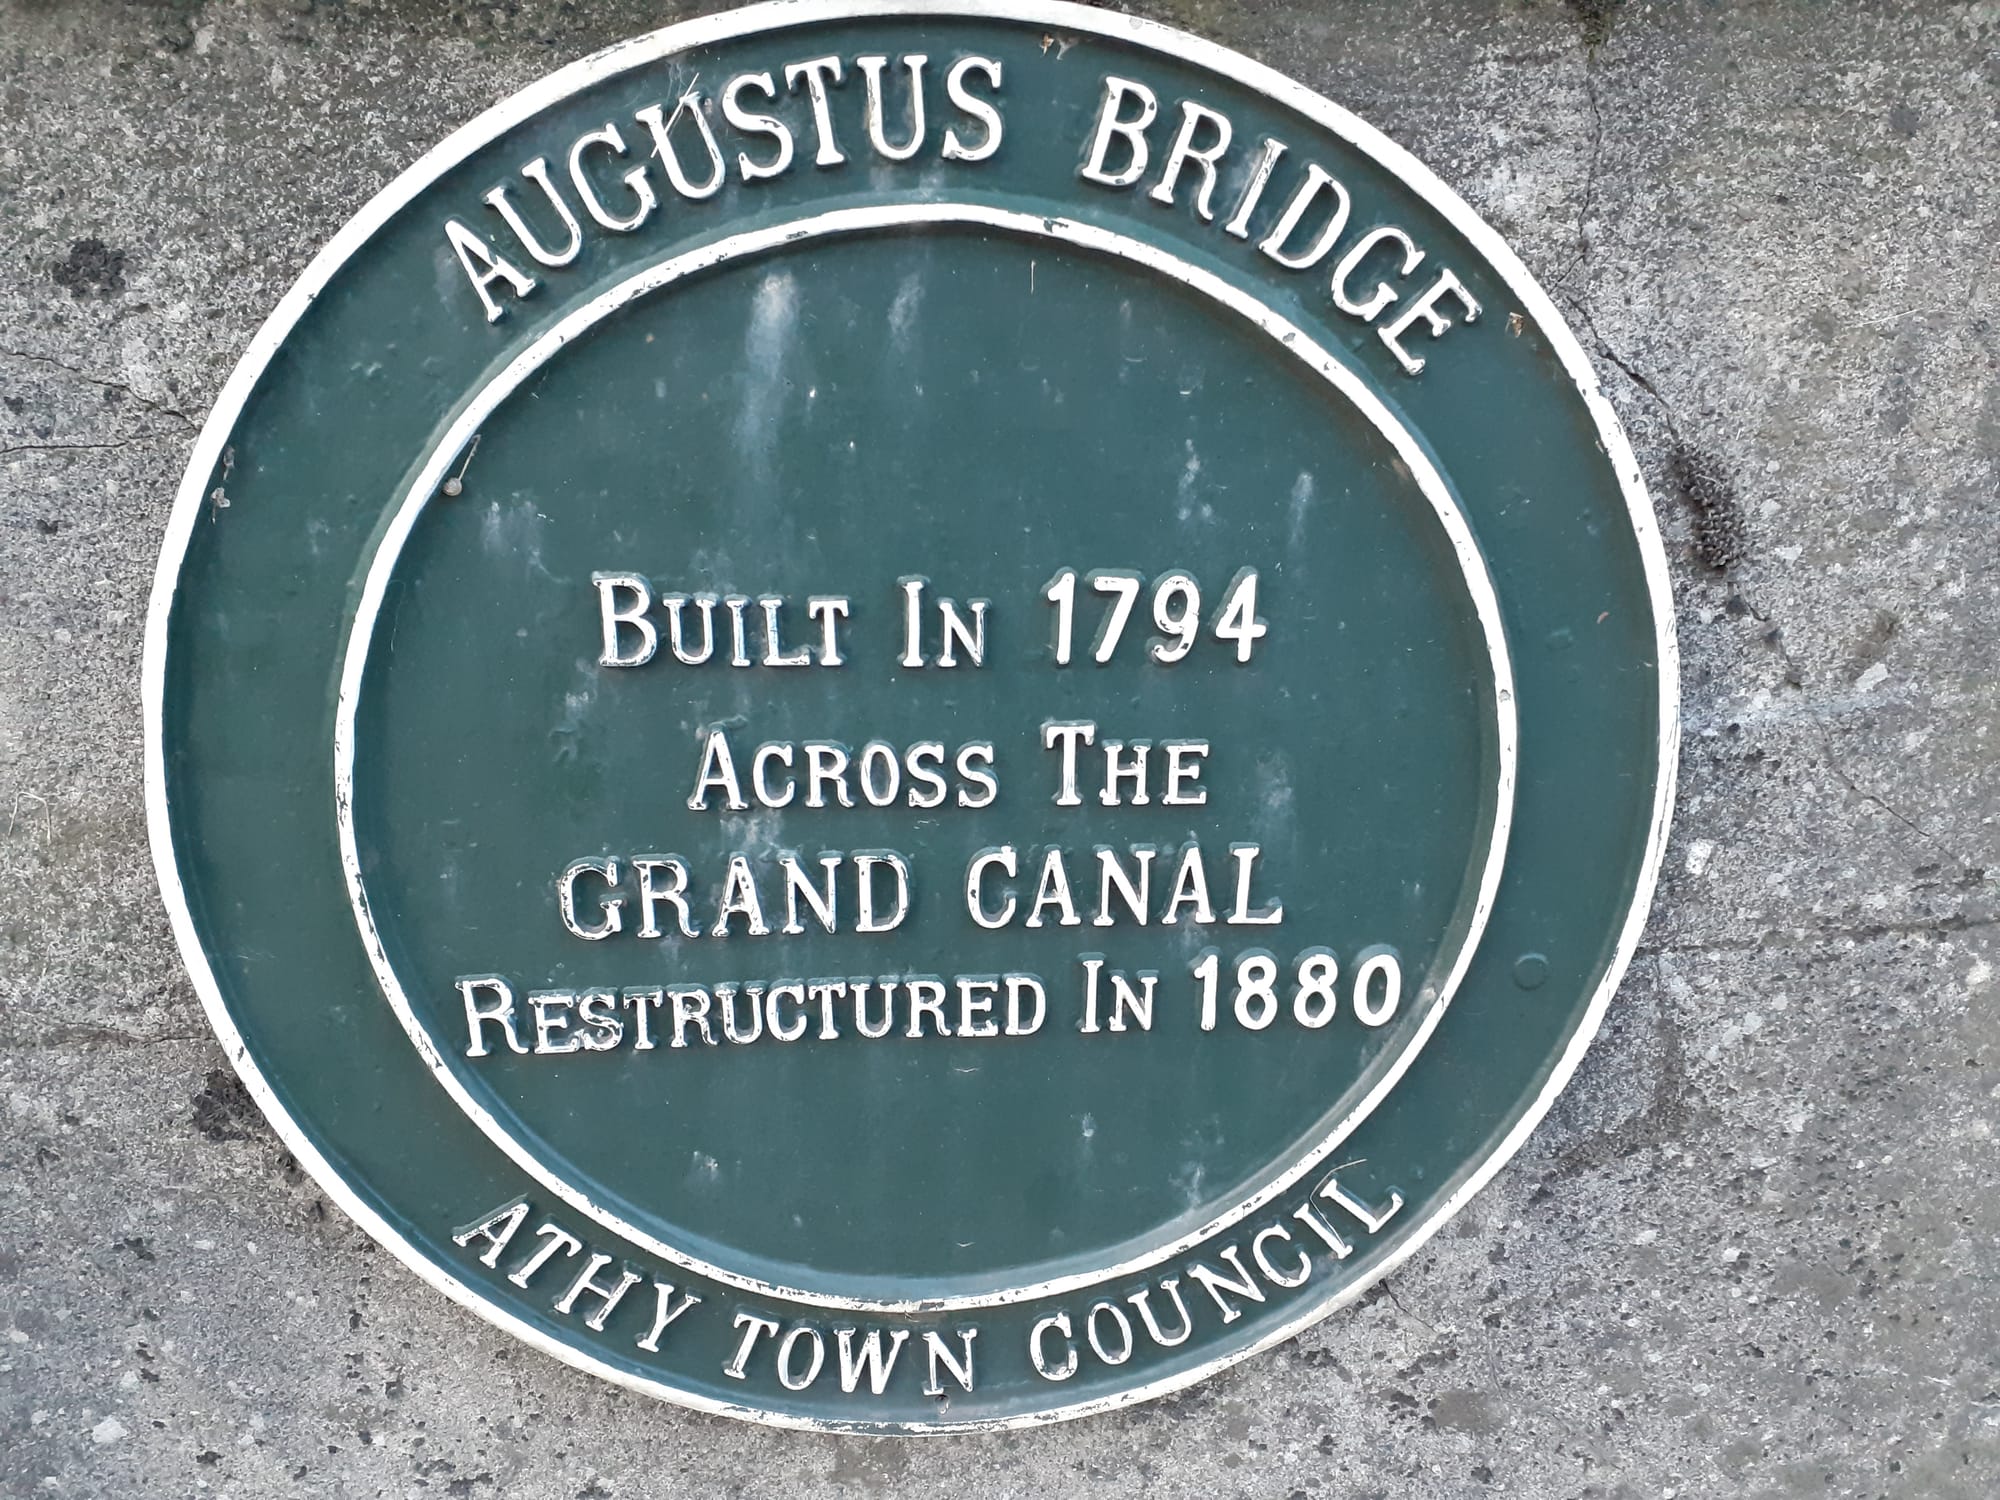 AUGUSTUS BRIDGE
BUILT IN 1794
ACROSS THE
GRAND CANAL
RESTRUCTURED IN 1880
ATHY TOWN COUNCIL